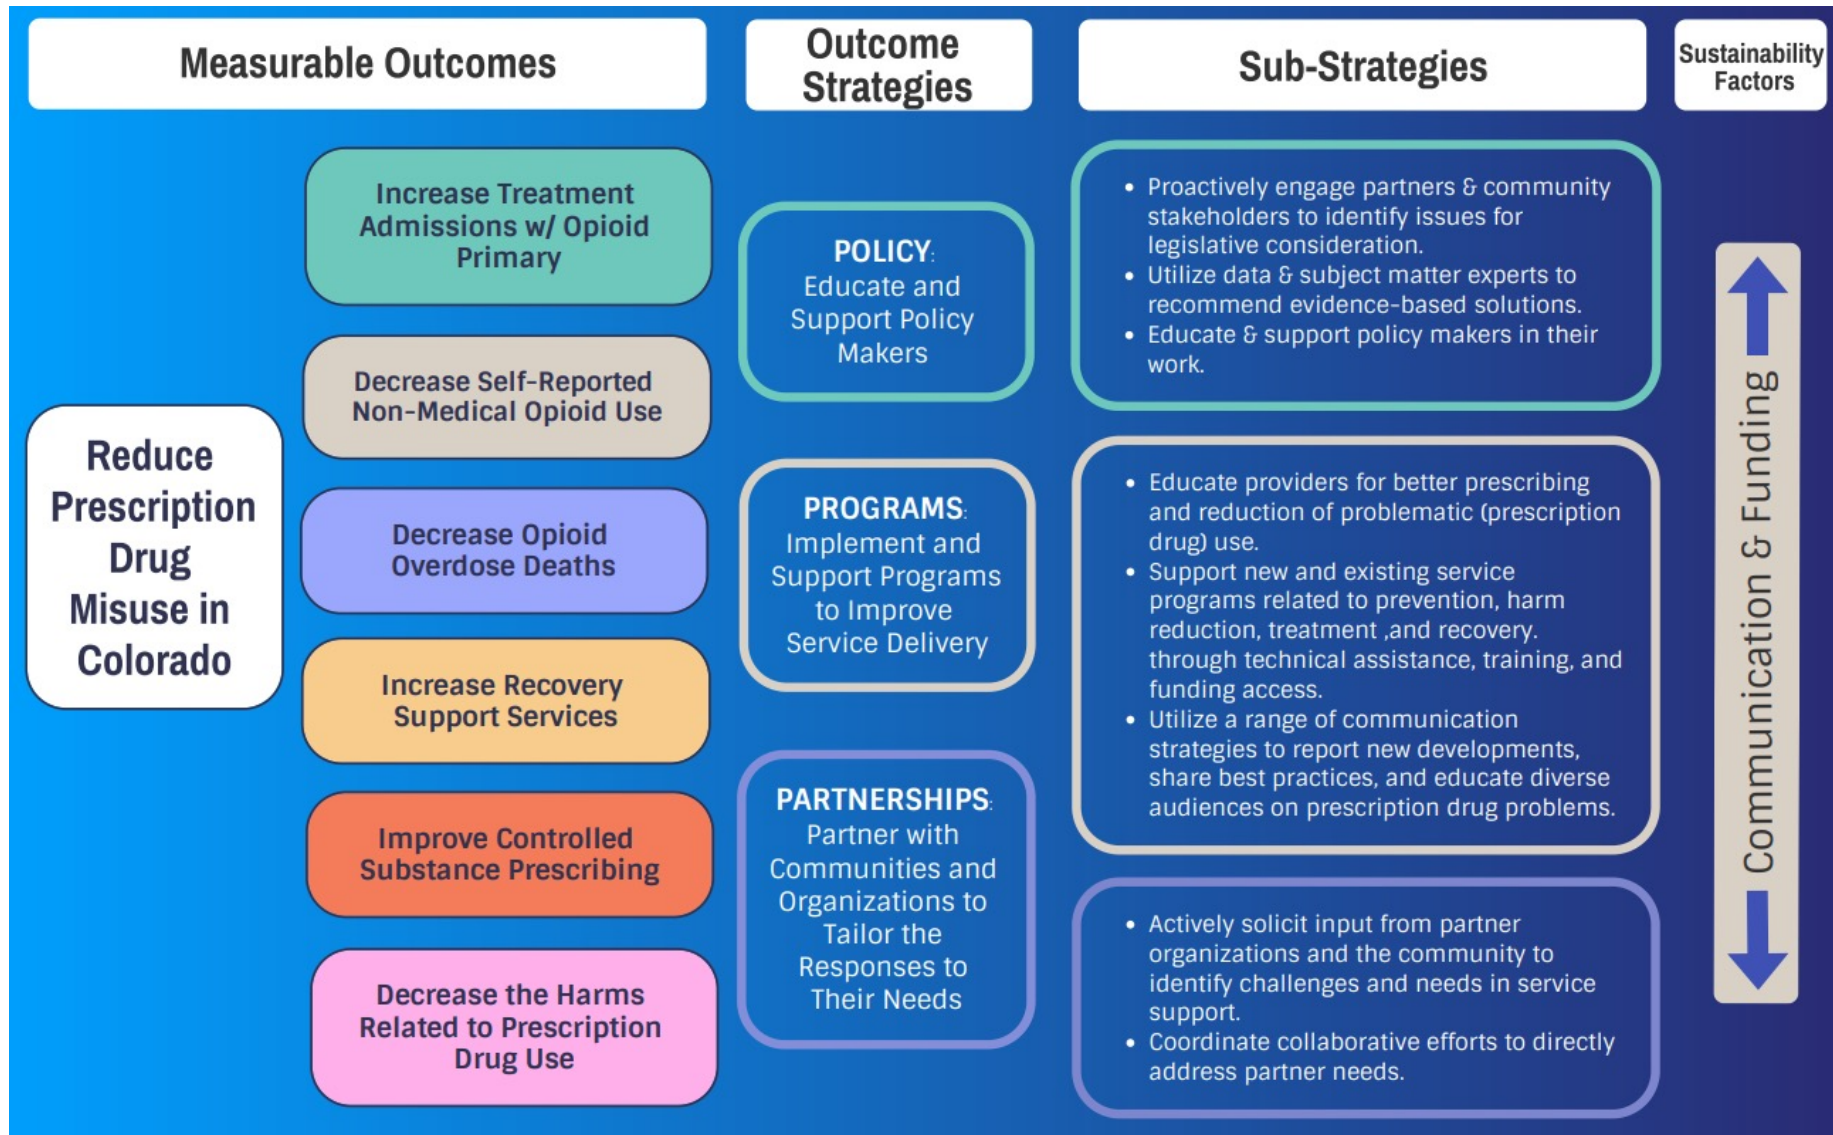 Measurable Outcomes
Outcome
Strategies
Sub-Strategies
Sustainability
Factors
Reduce
Prescription
Drug
Misuse in
Colorado
Increase Treatment
Admissions w/ Opioid
Primary
Decrease Self-Reported
Non-Medical Opioid Use
Decrease Opioid
Overdose Deaths
Increase Recovery
Support Services
Improve Controlled
Substance Prescribing
Decrease the Harms
Related to Prescription
Drug Use
POLICY:
Educate and
Support Policy
Makers
PROGRAMS:
Implement and
Support Programs
to Improve
Service Delivery
PARTNERSHIPS:
Partner with
Communities and
Organizations to
Tailor the
Responses to
Their Needs
• Proactively engage partners & community
stakeholders to identify issues for
legislative consideration.
• Utilize data & subject matter experts to
recommend evidence-based solutions.
• Educate & support policy makers in their
work.
• Educate providers for better prescribing
and reduction of problematic (prescription
drug) use.
• Support new and existing service
programs related to prevention, harm
reduction, treatment ,and recovery.
through technical assistance, training, and
funding access.
• Utilize a range of communication
strategies to report new developments,
share best practices, and educate diverse
audiences on prescription drug problems.
• Actively solicit input from partner
organizations and the community to
identify challenges and needs in service
support.
• Coordinate collaborative efforts to directly
address partner needs.
Communication & Funding